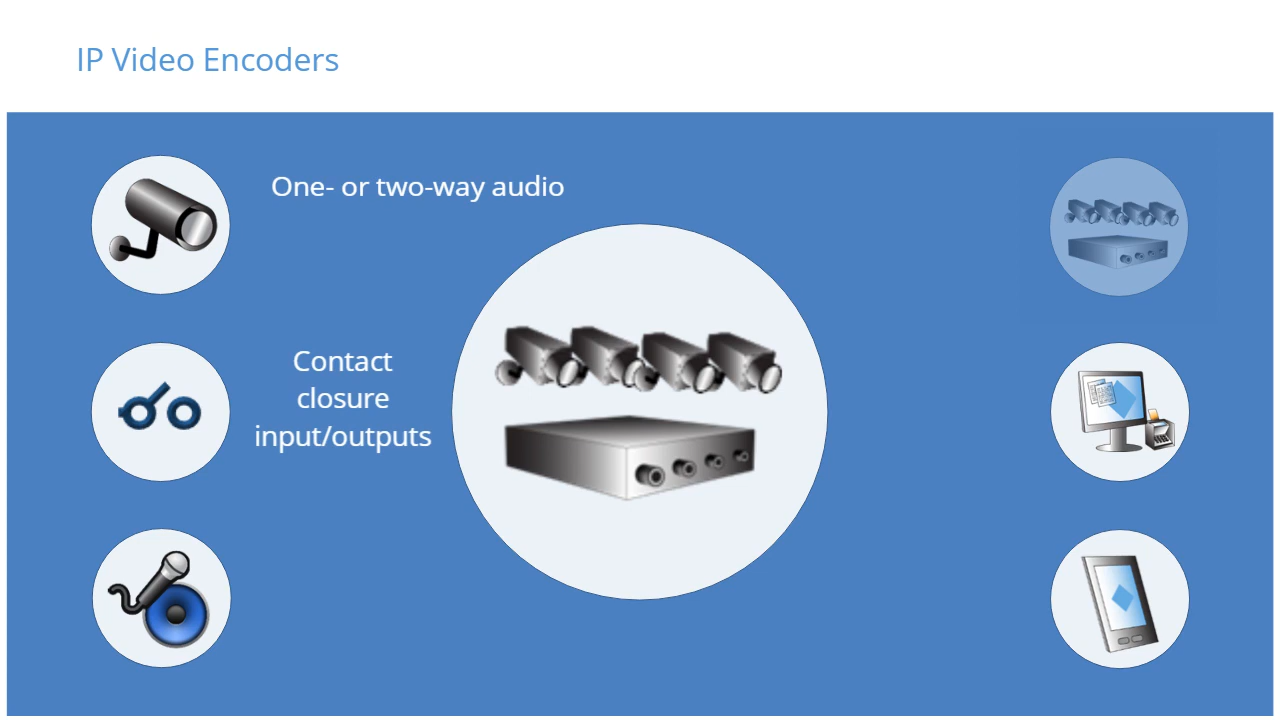 IP Video Encoders
One- or two-way audio
Contact
closure
input/outputs